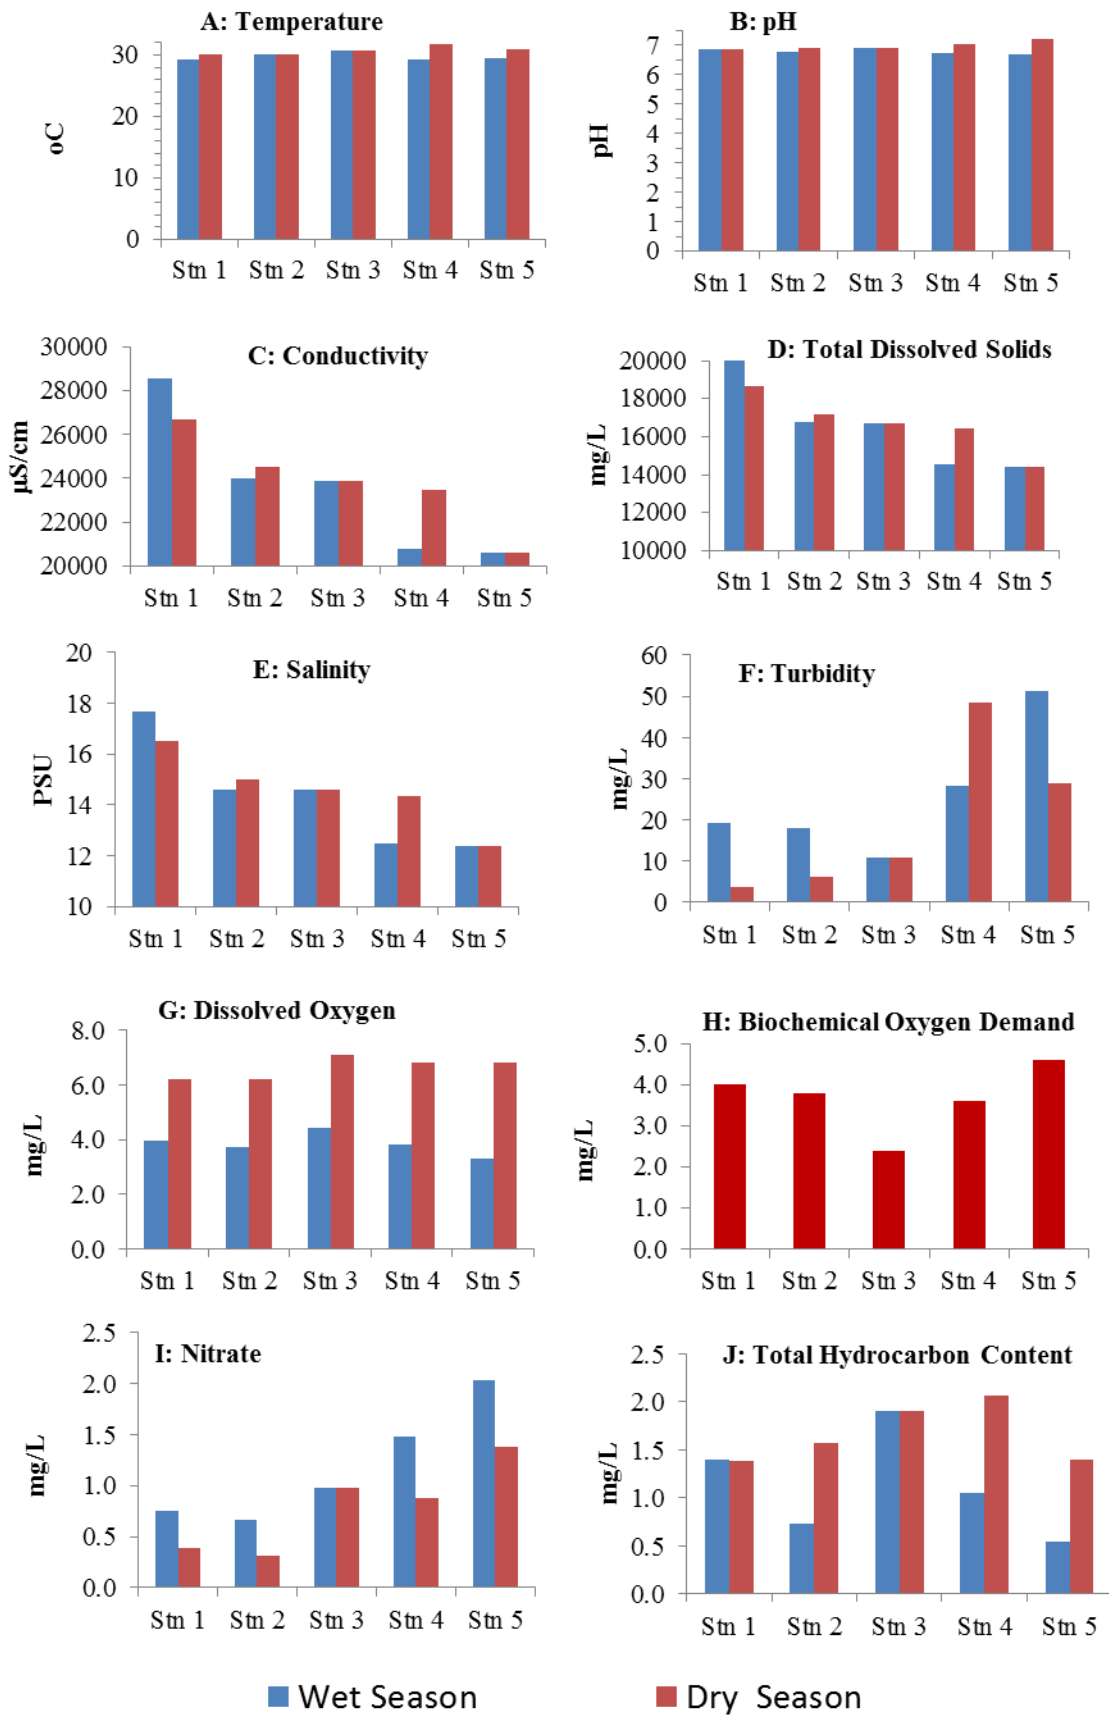 A: Temperature
30
20
10
0
oC
Stn 1 Stn 2 Stn 3 Stn 4 Stn 5
B: pH
7
6
5
4
3
2
1
0
pH
Stn 1 Stn 2 Stn 3 Stn 4 Stn 5
C: Conductivity
30000
28000
26000
24000
22000
20000
µS/cm
Stn 1 Stn 2 Stn 3 Stn 4 Stn 5
D: Total Dissolved Solids
20000
18000
16000
14000
12000
10000
mg/L
Stn 1 Stn 2 Stn 3 Stn 4 Stn 5
E: Salinity
20
18
16
14
12
10
PSU
Stn 1 Stn 2 Stn 3 Stn 4 Stn 5
F: Turbidity
60
50
40
30
20
10
0
mg/L
Stn 1 Stn 2 Stn 3 Stn 4 Stn 5
G: Dissolved Oxygen
8.0
6.0
4.0
2.0
0.0
mg/L
Stn 1 Stn 2 Stn 3 Stn 4 Stn 5
H: Biochemical Oxygen Demand
5.0
4.0
3.0
2.0
1.0
0.0
mg/L
Stn 1 Stn 2 Stn 3 Stn 4 Stn 5
I: Nitrate
2.5
2.0
1.5
1.0
0.5
0.0
mg/L
Stn 1 Stn 2 Stn 3 Stn 4 Stn 5
J: Total Hydrocarbon Content
2.5
2.0
1.5
1.0
0.5
0.0
mg/L
Stn 1 Stn 2 Stn 3 Stn 4 Stn 5
Wet Season Dry Season